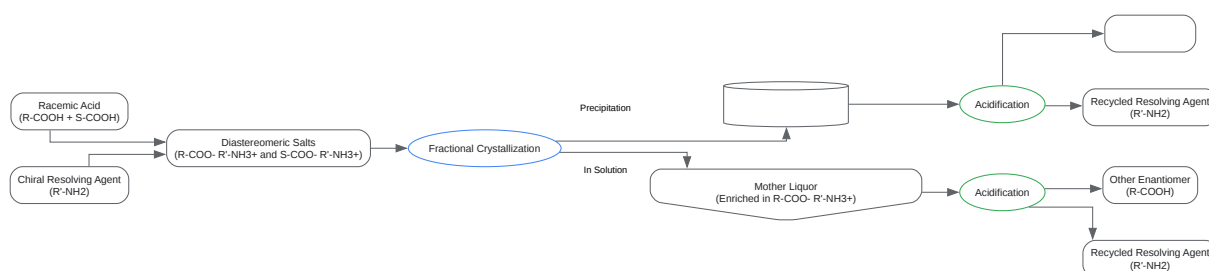 Racemic Acid
(R-COOH + S-COOH)
Chiral Resolving Agent
(R'-NH2)
Diastereomeric Salts
(R-COO- R'-NH3+ and S-COO- R'-NH3+)
Fractional Crystallization
Precipitation
In Solution
Mother Liquor
(Enriched in R-COO- R'-NH3+)
Acidification
Recycled Resolving Agent
(R'-NH2)
Acidification
Other Enantiomer
(R-COOH)
Recycled Resolving Agent
(R'-NH2)